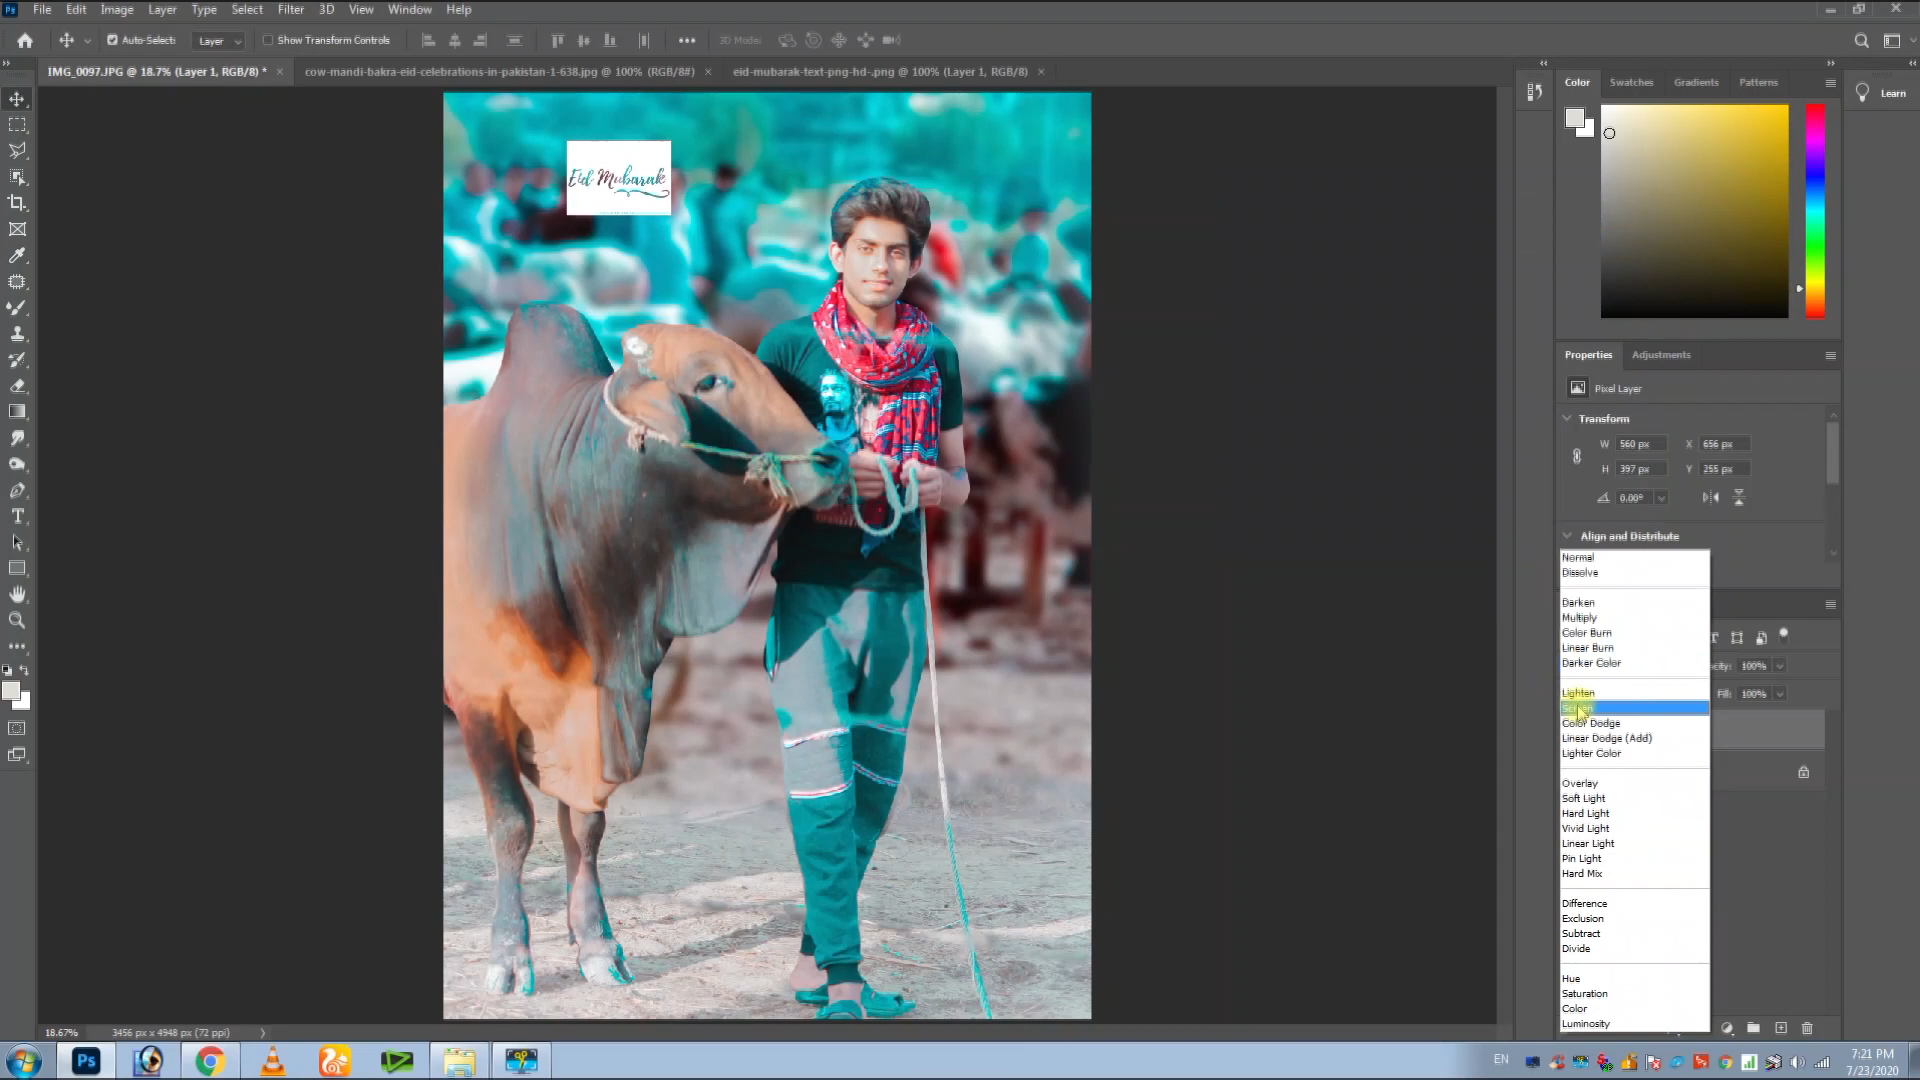 Ps File Edit Image Layer Type Select Filter 3D View Window Help
Auto-Select: Layer Show Transform Controls 3D Mode:
IMG_0097.JPG @ 18.7% (Layer 1, RGB/8) * × cow-mandi-bakra-eid-celebrations-in-pakistan-1-638.jpg @ 100% (RGB/8#) × eid-mubarak-text-png-hd-.png @ 100% (Layer 1, RGB/8) ×
Color Swatches Gradients Patterns
Learn
Eid Mubarak
Properties Adjustments
Pixel Layer
Transform
W 560 px X 656 px
H 397 px Y 255 px
0.00°
Align and Distribute
Normal
Dissolve
Darken
Multiply
Color Burn
Linear Burn
Darker Color
Lighten
Screen
Color Dodge
Linear Dodge (Add)
Lighter Color
Overlay
Soft Light
Hard Light
Vivid Light
Linear Light
Pin Light
Hard Mix
Difference
Exclusion
Subtract
Divide
Hue
Saturation
Color
Luminosity
100%
Fill: 100%
18.67% 3456 px x 4948 px (72 ppi)
Ps
EN
7:21 PM
7/23/2020